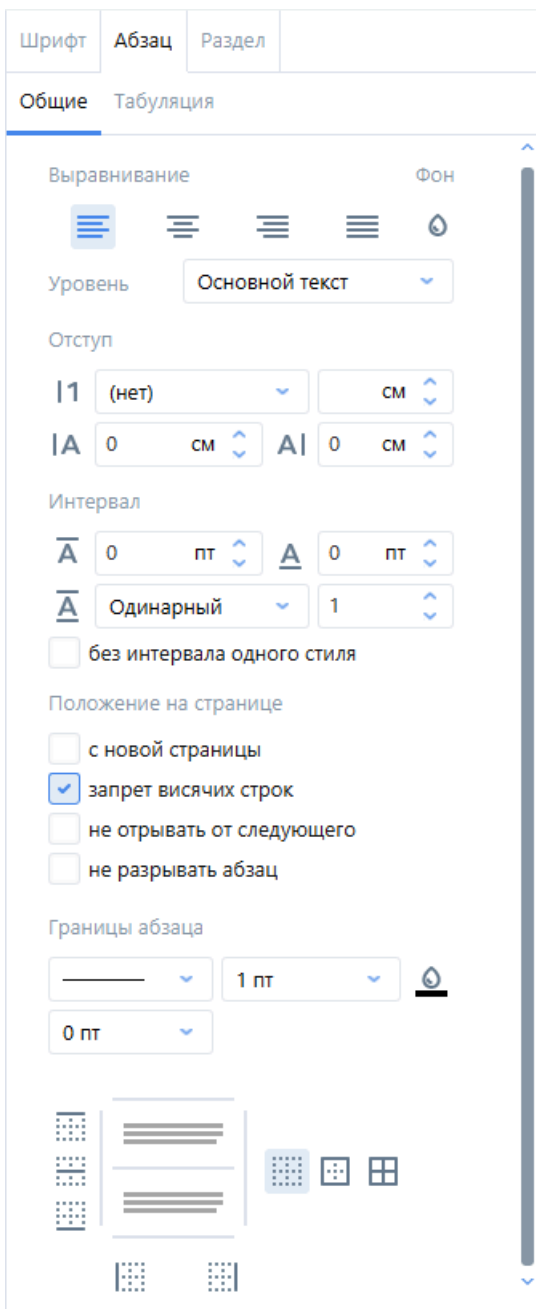 Шрифт Абзац Раздел
Общие Табуляция
Выравнивание Фон
Уровень Основной текст
Отступ
1 (нет) см
A 0 см A 0 см
Интервал
A 0 пт A 0 пт
A Одинарный 1
без интервала одного стиля
Положение на странице
с новой страницы
запрет висячих строк
не отрывать от следующего
не разрывать абзац
Границы абзаца
1 пт
0 пт